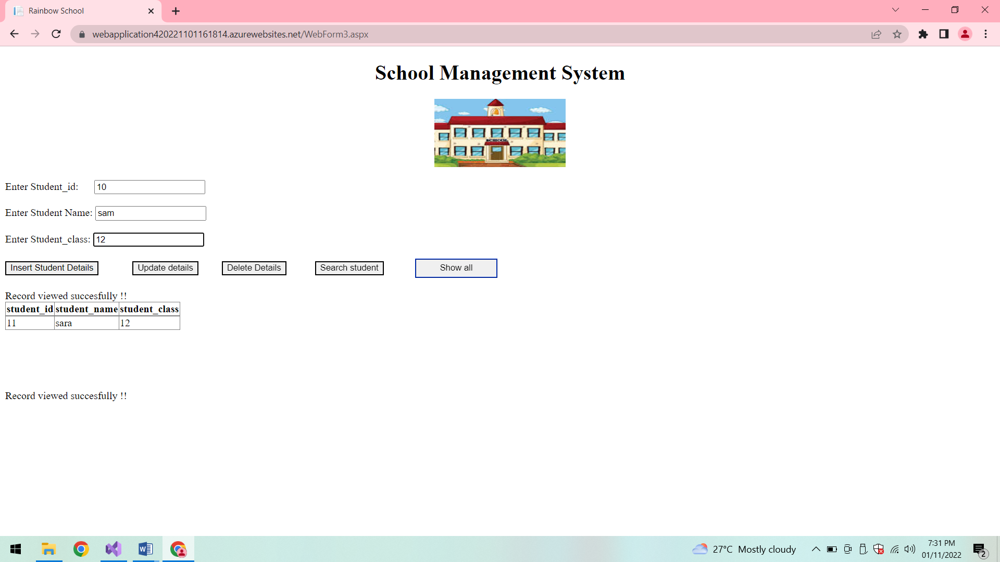 Rainbow School
webapplication420221101161814.azurewebsites.net/WebForm3.aspx
School Management System
SCHOOL
Enter Student_id: 10
Enter Student Name: sam
Enter Student_class: 12
Insert Student Details Update details Delete Details Search student Show all
Record viewed succesfully !!
student_id student_name student_class
11 sara 12
Record viewed succesfully !!
27°C Mostly cloudy
7:31 PM
01/11/2022
2